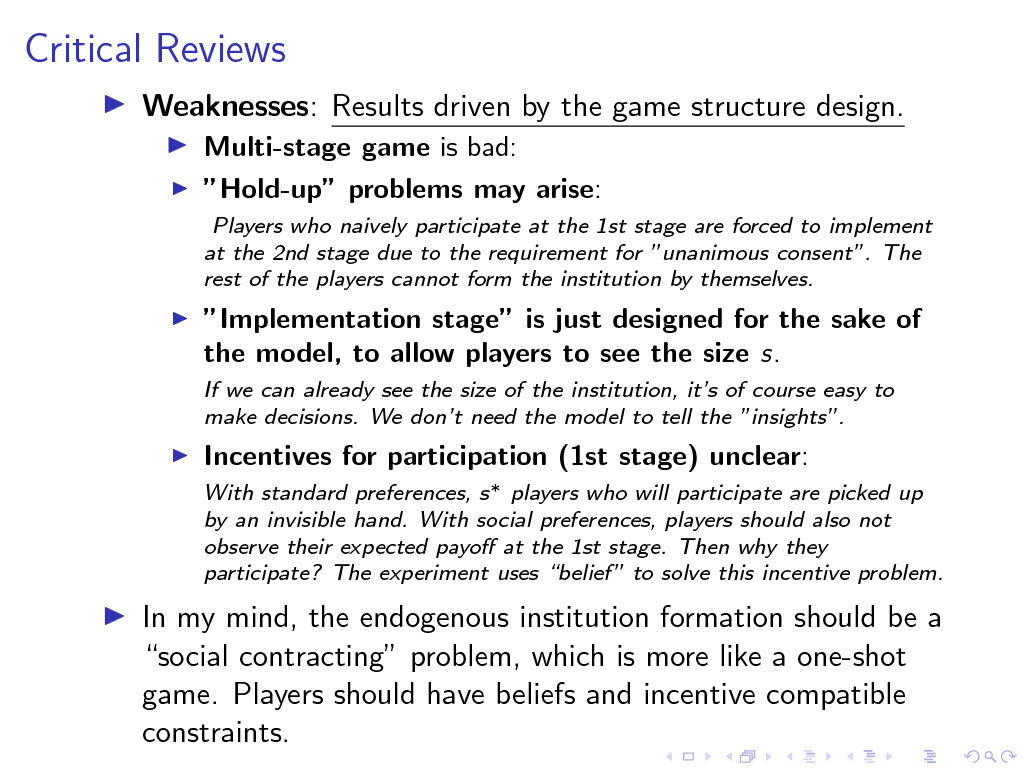 Critical Reviews
Weaknesses: Results driven by the game structure design.
Multi-stage game is bad:
”Hold-up” problems may arise:
Players who naively participate at the 1st stage are forced to implement
at the 2nd stage due to the requirement for ”unanimous consent”. The
rest of the players cannot form the institution by themselves.
”Implementation stage” is just designed for the sake of
the model, to allow players to see the size s.
If we can already see the size of the institution, it’s of course easy to
make decisions. We don’t need the model to tell the ”insights”.
Incentives for participation (1st stage) unclear:
With standard preferences, s* players who will participate are picked up
by an invisible hand. With social preferences, players should also not
observe their expected payoff at the 1st stage. Then why they
participate? The experiment uses “belief” to solve this incentive problem.
In my mind, the endogenous institution formation should be a
“social contracting” problem, which is more like a one-shot
game. Players should have beliefs and incentive compatible
constraints.